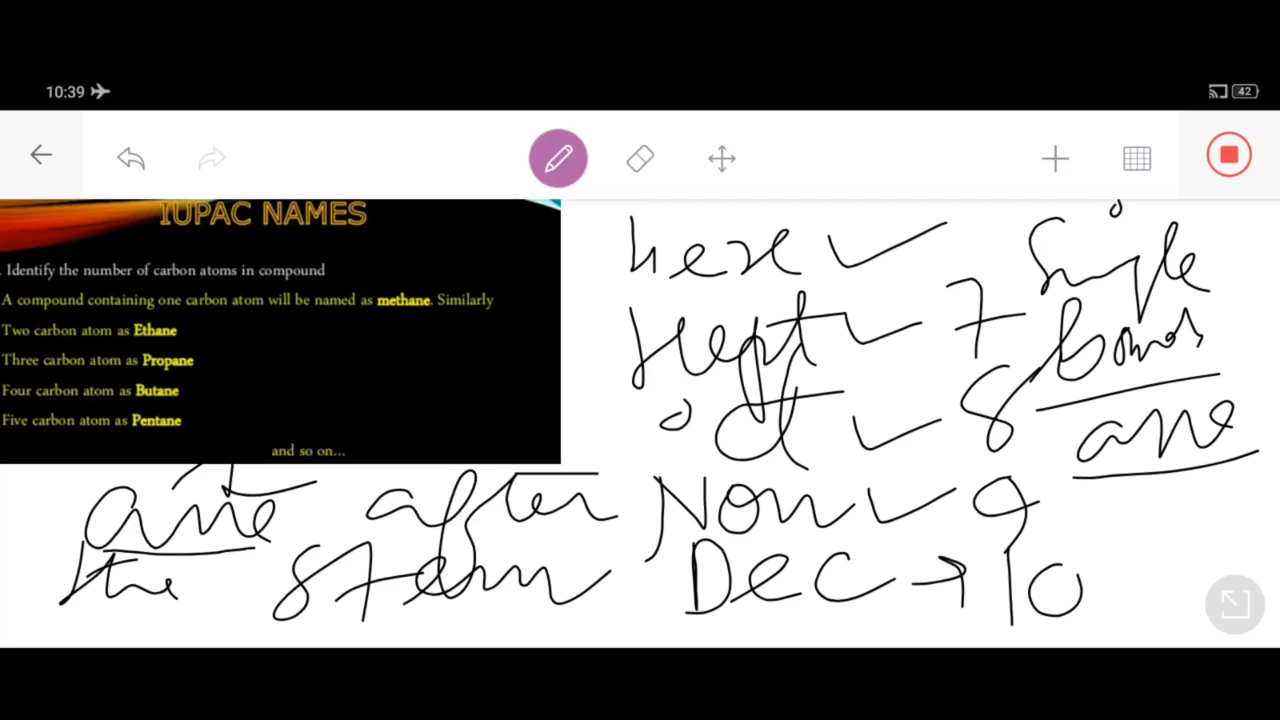 10:39
42
IUPAC NAMES
. Identify the number of carbon atoms in compound
A compound containing one carbon atom will be named as methane. Similarly
Two carbon atom as Ethane
Three carbon atom as Propane
Four carbon atom as Butane
Five carbon atom as Pentane
and so on...
hex
Hept 7
oct 8
Non 9
Dec → 10
Single
Bonds
ane
ane after
the stem